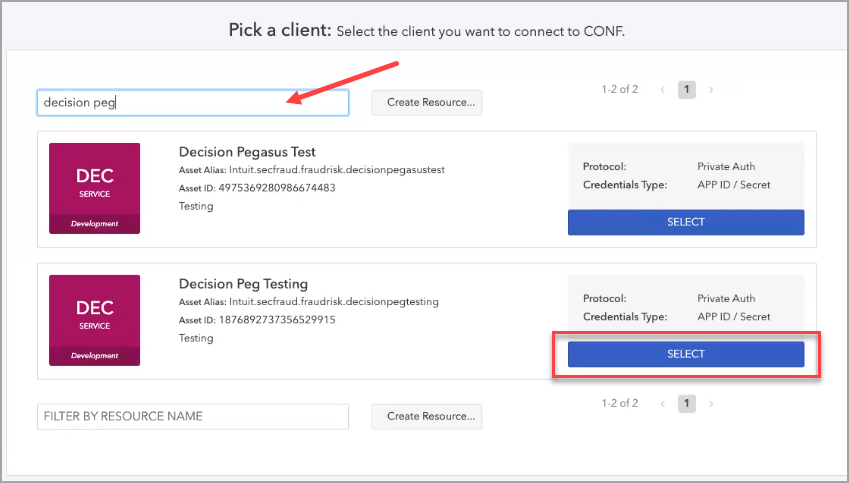 Pick a client: Select the client you want to connect to CONF.
decision peg
Create Resource...
1-2 of 2 ‹ 1 ›
DEC
SERVICE
Development
Decision Pegasus Test
Asset Alias: Intuit.secfraud.fraudrisk.decisionpegasustest
Asset ID: 4975369280986674483
Testing
Protocol: Private Auth
Credentials Type: APP ID / Secret
SELECT
DEC
SERVICE
Development
Decision Peg Testing
Asset Alias: Intuit.secfraud.fraudrisk.decisionpegtesting
Asset ID: 1876892737356529915
Testing
Protocol: Private Auth
Credentials Type: APP ID / Secret
SELECT
FILTER BY RESOURCE NAME
Create Resource...
1-2 of 2 ‹ 1 ›